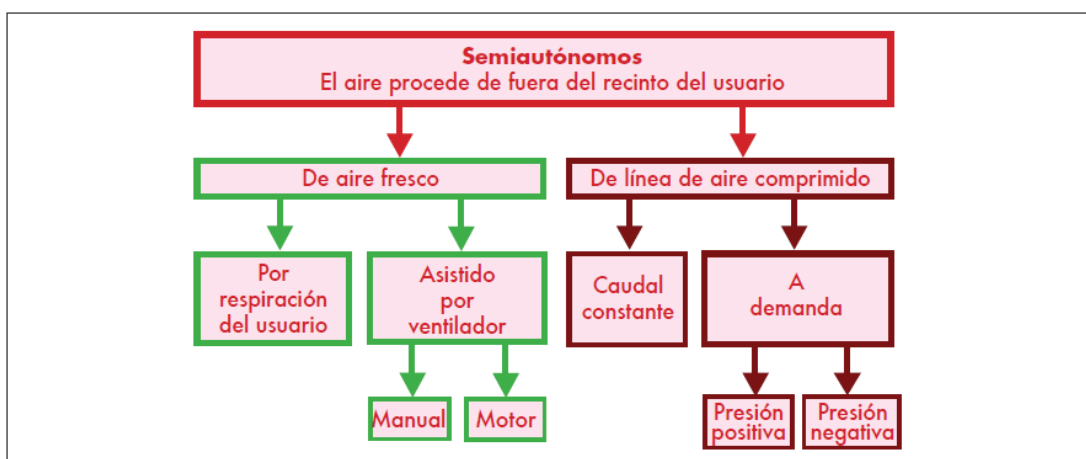 Semiautónomos
El aire procede de fuera del recinto del usuario
De aire fresco
De línea de aire comprimido
Por
respiración
del usuario
Asistido
por
ventilador
Caudal
constante
A
demanda
Manual
Motor
Presión
positiva
Presión
negativa